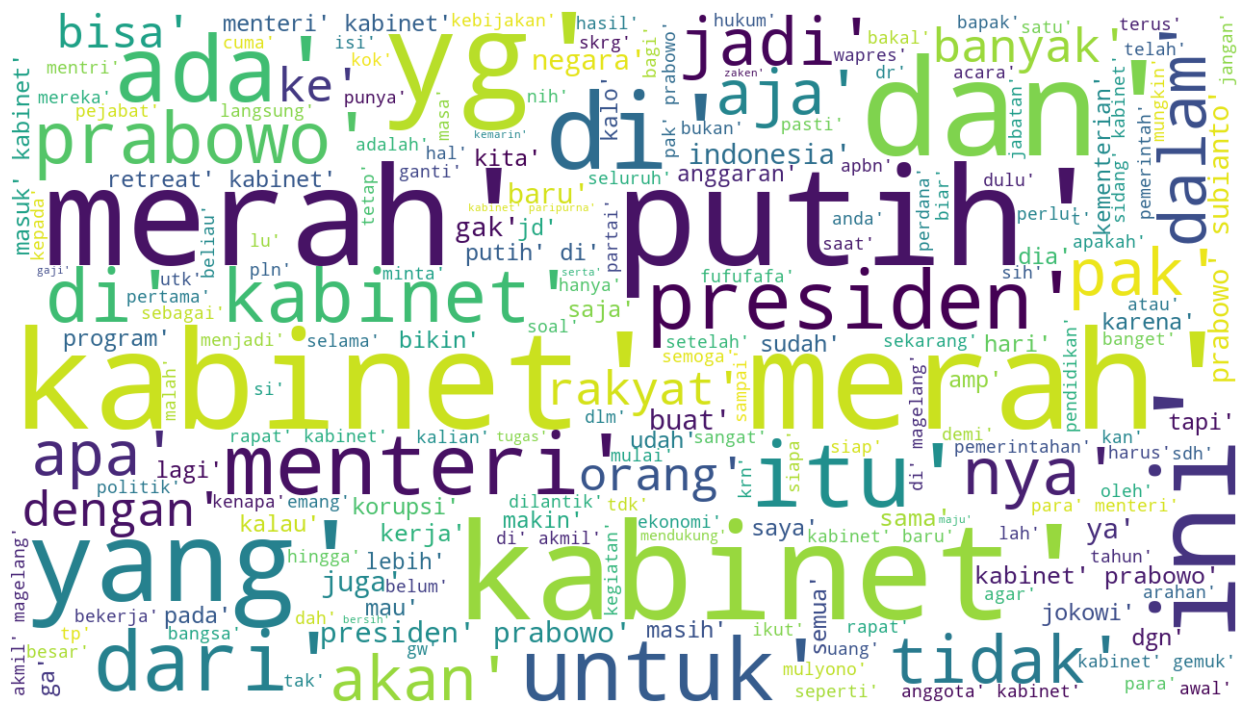 bisa'
menteri' kabinet'
kebijakan'
hasil'
hukum'
bapak'
satu'
terus'
cuma'
isi'
yg'
skrg'
bagi'
jadi'
bakal'
wapres'
banyak'
telah'
jangan'
mentri'
ada'
ke
kok'
negara'
prabowo'
zaken'
dr'
acara'
kabinet'
mereka'
punya'
nih'
aja'
dan'
dalam'
pejabat'
langsung'
masa'
di'
kalo'
pak'
bukan'
pasti'
jabatan'
kementerian'
sidang' kabinet'
mungkin'
pemerintah'
prabowo'
adalah'
kemarin'
hal'
kita'
indonesia'
apbn'
subianto'
masuk'
retreat' kabinet'
tetap'
ganti'
seluruh'
anggaran'
dulu'
kepada'
merah'
baru'
putih'
kabinet' paripurna'
perdana'
biar'
perlu'
beliau'
lu'
gak'
jd'
partai'
anda'
saat'
t'
putih' di'
dia'
apakah'
gaji'
utk'
pln'
minta'
serta'
hanya'
fufufafa'
sih'
pak'
di'
kabinet'
presiden'
pertama'
sebagai'
saja'
atau'
soal'
karena'
program'
menjadi'
selama'
bikin'
setelah'
sudah'
sekarang'
hari'
banget'
prabowo'
kabinet'
semoga'
merah'
malah'
si'
rakyat'
sampai'
amp'
pendidikan'
dlm'
buat'
magelang'
di'
tapi'
apa'
rapat' kabinet'
kalian'
tugas'
udah'
sangat'
demi'
pemerintahan'
kan'
lagi'
menteri'
mulai'
siap'
harus'
sdh'
politik'
orang'
krn'
siapa'
itu'
nya'
oleh'
dengan'
kenapa'
emang'
korupsi'
dilantik'
tdk'
para' menteri'
ini'
kalau'
kerja'
makin'
ekonomi'
saya'
sama'
maju'
ya'
di' akmil'
mendukung'
kabinet' baru'
lah'
akmil' magelang'
yang'
hingga'
lebih'
kabinet'
tahun'
juga'
belum'
kegiatan'
kabinet' prabowo'
arahan'
bekerja'
pada'
mau'
agar'
jokowi'
dah'
bersih'
tp'
bangsa'
presiden' prabowo'
masih'
ikut'
semua'
rapat'
dgn'
besar'
gw'
uang'
ga'
dari'
untuk'
tidak'
mulyono'
kabinet' gemuk'
tak'
akan'
seperti'
anggota' kabinet'
para'
awal'